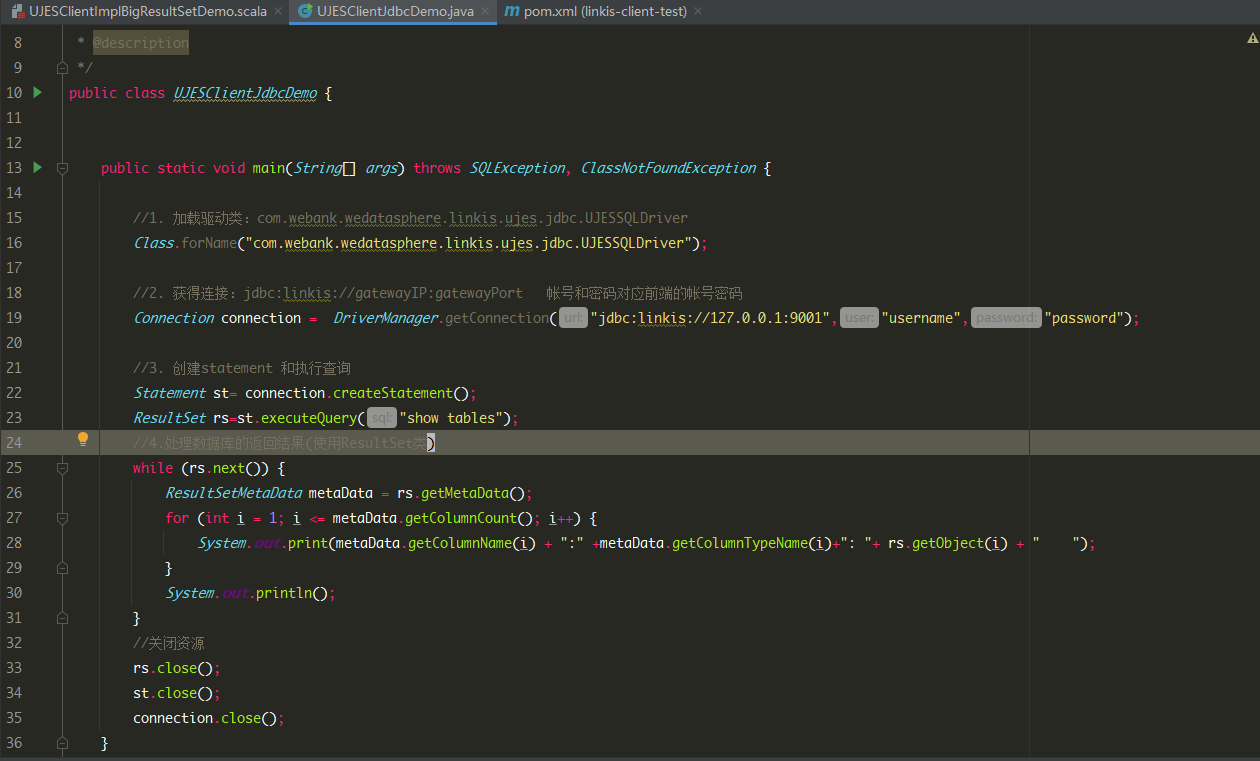 UJESClientImplBigResultSetDemo.scala × UJESClientJdbcDemo.java × pom.xml (linkis-client-test) ×
8 * @description
9 */
10 public class UJESClientJdbcDemo {
11
12
13 public static void main(String[] args) throws SQLException, ClassNotFoundException {
14
15 //1. 加载驱动类：com.webank.wedatasphere.linkis.ujes.jdbc.UJESSQLDriver
16 Class.forName("com.webank.wedatasphere.linkis.ujes.jdbc.UJESSQLDriver");
17
18 //2. 获得连接：jdbc:linkis://gatewayIP:gatewayPort   帐号和密码对应前端的帐号密码
19 Connection connection =  DriverManager.getConnection( url: "jdbc:linkis://127.0.0.1:9001", user: "username", password: "password");
20
21 //3. 创建statement 和执行查询
22 Statement st= connection.createStatement();
23 ResultSet rs=st.executeQuery( sql: "show tables");
24 //4.处理数据库的返回结果(使用ResultSet类)
25 while (rs.next()) {
26 ResultSetMetaData metaData = rs.getMetaData();
27 for (int i = 1; i <= metaData.getColumnCount(); i++) {
28 System.out.print(metaData.getColumnName(i) + ":" +metaData.getColumnTypeName(i)+": "+ rs.getObject(i) + "    ");
29 }
30 System.out.println();
31 }
32 //关闭资源
33 rs.close();
34 st.close();
35 connection.close();
36 }